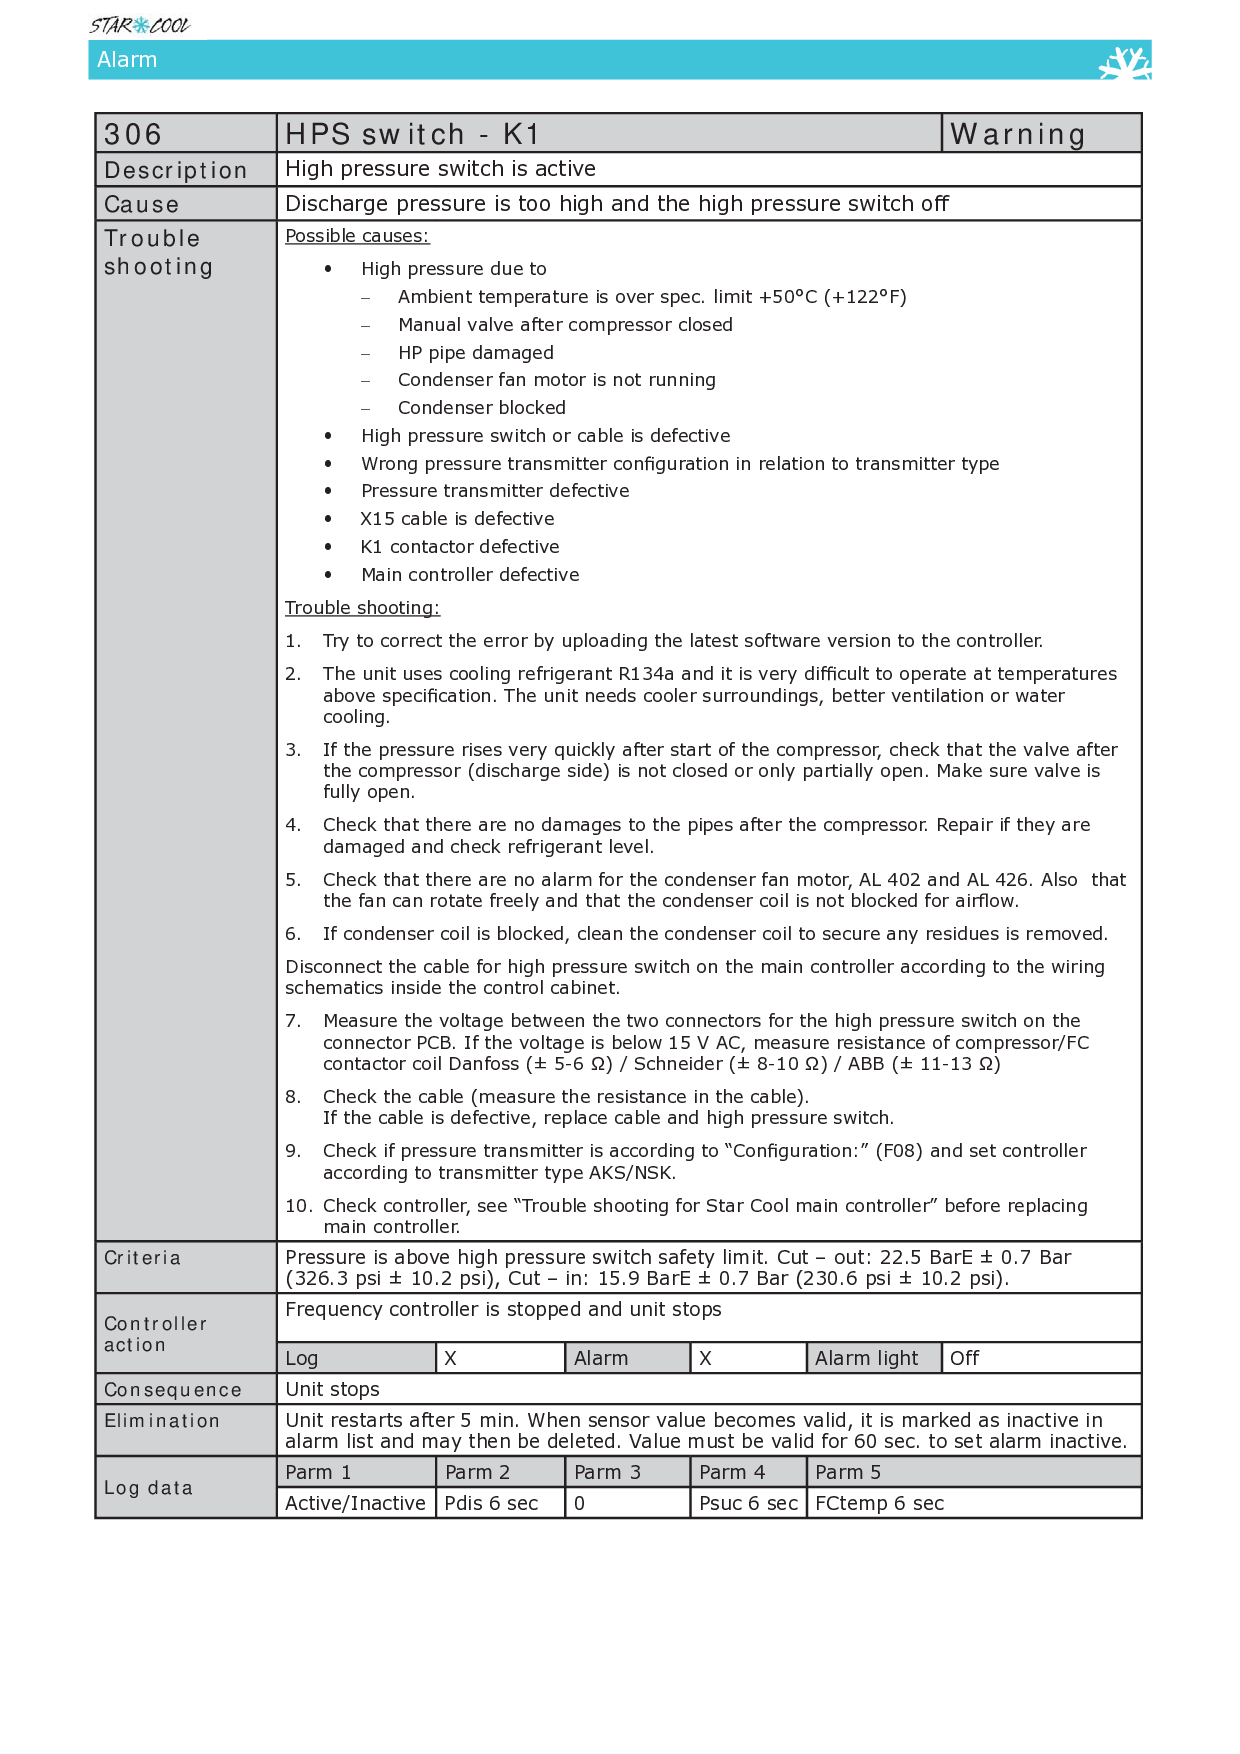 STAR COOL
Alarm
306 HPS switch - K1 Warning
Description High pressure switch is active
Cause Discharge pressure is too high and the high pressure switch off
Trouble
shooting
Possible causes:
• High pressure due to
– Ambient temperature is over spec. limit +50°C (+122°F)
– Manual valve after compressor closed
– HP pipe damaged
– Condenser fan motor is not running
– Condenser blocked
• High pressure switch or cable is defective
• Wrong pressure transmitter configuration in relation to transmitter type
• Pressure transmitter defective
• X15 cable is defective
• K1 contactor defective
• Main controller defective
Trouble shooting:
1. Try to correct the error by uploading the latest software version to the controller.
2. The unit uses cooling refrigerant R134a and it is very difficult to operate at temperatures
above specification. The unit needs cooler surroundings, better ventilation or water
cooling.
3. If the pressure rises very quickly after start of the compressor, check that the valve after
the compressor (discharge side) is not closed or only partially open. Make sure valve is
fully open.
4. Check that there are no damages to the pipes after the compressor. Repair if they are
damaged and check refrigerant level.
5. Check that there are no alarm for the condenser fan motor, AL 402 and AL 426. Also that
the fan can rotate freely and that the condenser coil is not blocked for airflow.
6. If condenser coil is blocked, clean the condenser coil to secure any residues is removed.
Disconnect the cable for high pressure switch on the main controller according to the wiring
schematics inside the control cabinet.
7. Measure the voltage between the two connectors for the high pressure switch on the
connector PCB. If the voltage is below 15 V AC, measure resistance of compressor/FC
contactor coil Danfoss (± 5-6 Ω) / Schneider (± 8-10 Ω) / ABB (± 11-13 Ω)
8. Check the cable (measure the resistance in the cable).
If the cable is defective, replace cable and high pressure switch.
9. Check if pressure transmitter is according to “Configuration:” (F08) and set controller
according to transmitter type AKS/NSK.
10. Check controller, see “Trouble shooting for Star Cool main controller” before replacing
main controller.
Criteria Pressure is above high pressure switch safety limit. Cut – out: 22.5 BarE ± 0.7 Bar
(326.3 psi ± 10.2 psi), Cut – in: 15.9 BarE ± 0.7 Bar (230.6 psi ± 10.2 psi).
Controller
action
Frequency controller is stopped and unit stops
Log X Alarm X Alarm light Off
Consequence Unit stops
Elimination Unit restarts after 5 min. When sensor value becomes valid, it is marked as inactive in
alarm list and may then be deleted. Value must be valid for 60 sec. to set alarm inactive.
Log data
Parm 1 Parm 2 Parm 3 Parm 4 Parm 5
Active/Inactive Pdis 6 sec 0 Psuc 6 sec FCtemp 6 sec